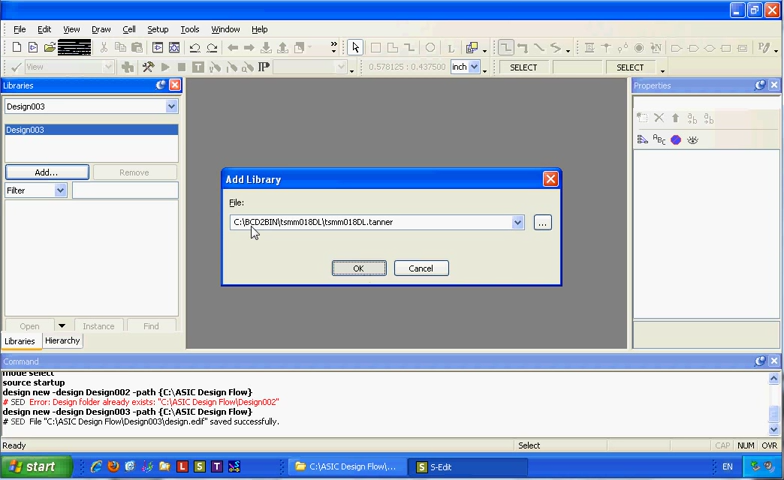 File Edit View Draw Cell Setup Tools Window Help
View IP 0.578125 : 0.437500 inch SELECT SELECT
Libraries
Design003
Design003
Add... Remove
Filter
Open Instance Find
Libraries Hierarchy
Add Library
File:
C:\BCD2BIN\tsmm018DL\tsmm018DL.tanner
...
OK Cancel
Properties
Command
mode select
source startup
design new -design Design002 -path {C:\ASIC Design Flow}
# SED Error: Design folder already exists: "C:\ASIC Design Flow\Design002"
design new -design Design003 -path {C:\ASIC Design Flow}
# SED File "C:\ASIC Design Flow\Design003\design.edif" saved successfully.
Ready Select CAP NUM OVR
start C:\ASIC Design Flow\... S-Edit EN